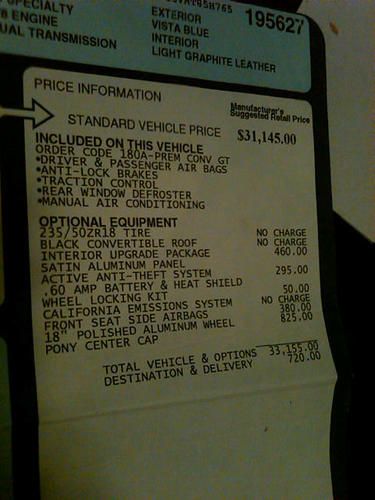 SPECIALTY
8 ENGINE
UAL TRANSMISSION
195627
EXTERIOR
VISTA BLUE
INTERIOR
LIGHT GRAPHITE LEATHER
PRICE INFORMATION
Manufacturer's
Suggested Retail Price
STANDARD VEHICLE PRICE $31,145.00
INCLUDED ON THIS VEHICLE
ORDER CODE 180A-PREM CONV GT
•DRIVER & PASSENGER AIR BAGS
•ANTI-LOCK BRAKES
•TRACTION CONTROL
•REAR WINDOW DEFROSTER
•MANUAL AIR CONDITIONING
OPTIONAL EQUIPMENT
235/50ZR18 TIRE NO CHARGE
BLACK CONVERTIBLE ROOF NO CHARGE
INTERIOR UPGRADE PACKAGE 460.00
SATIN ALUMINUM PANEL
ACTIVE ANTI-THEFT SYSTEM 295.00
.60 AMP BATTERY & HEAT SHIELD
WHEEL LOCKING KIT 50.00
CALIFORNIA EMISSIONS SYSTEM NO CHARGE
FRONT SEAT SIDE AIRBAGS 380.00
18" POLISHED ALUMINUM WHEEL 825.00
PONY CENTER CAP
TOTAL VEHICLE & OPTIONS 33,155.00
DESTINATION & DELIVERY 720.00